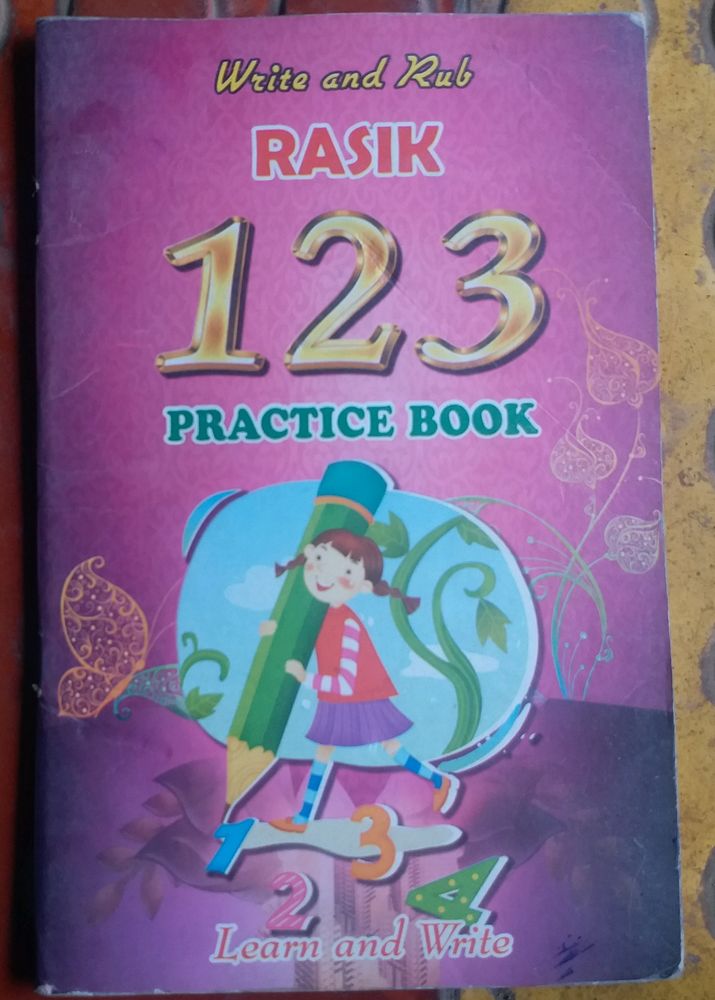 Write and Rub
RASIK
123
PRACTICE BOOK
1 3
2 4
Learn and Write